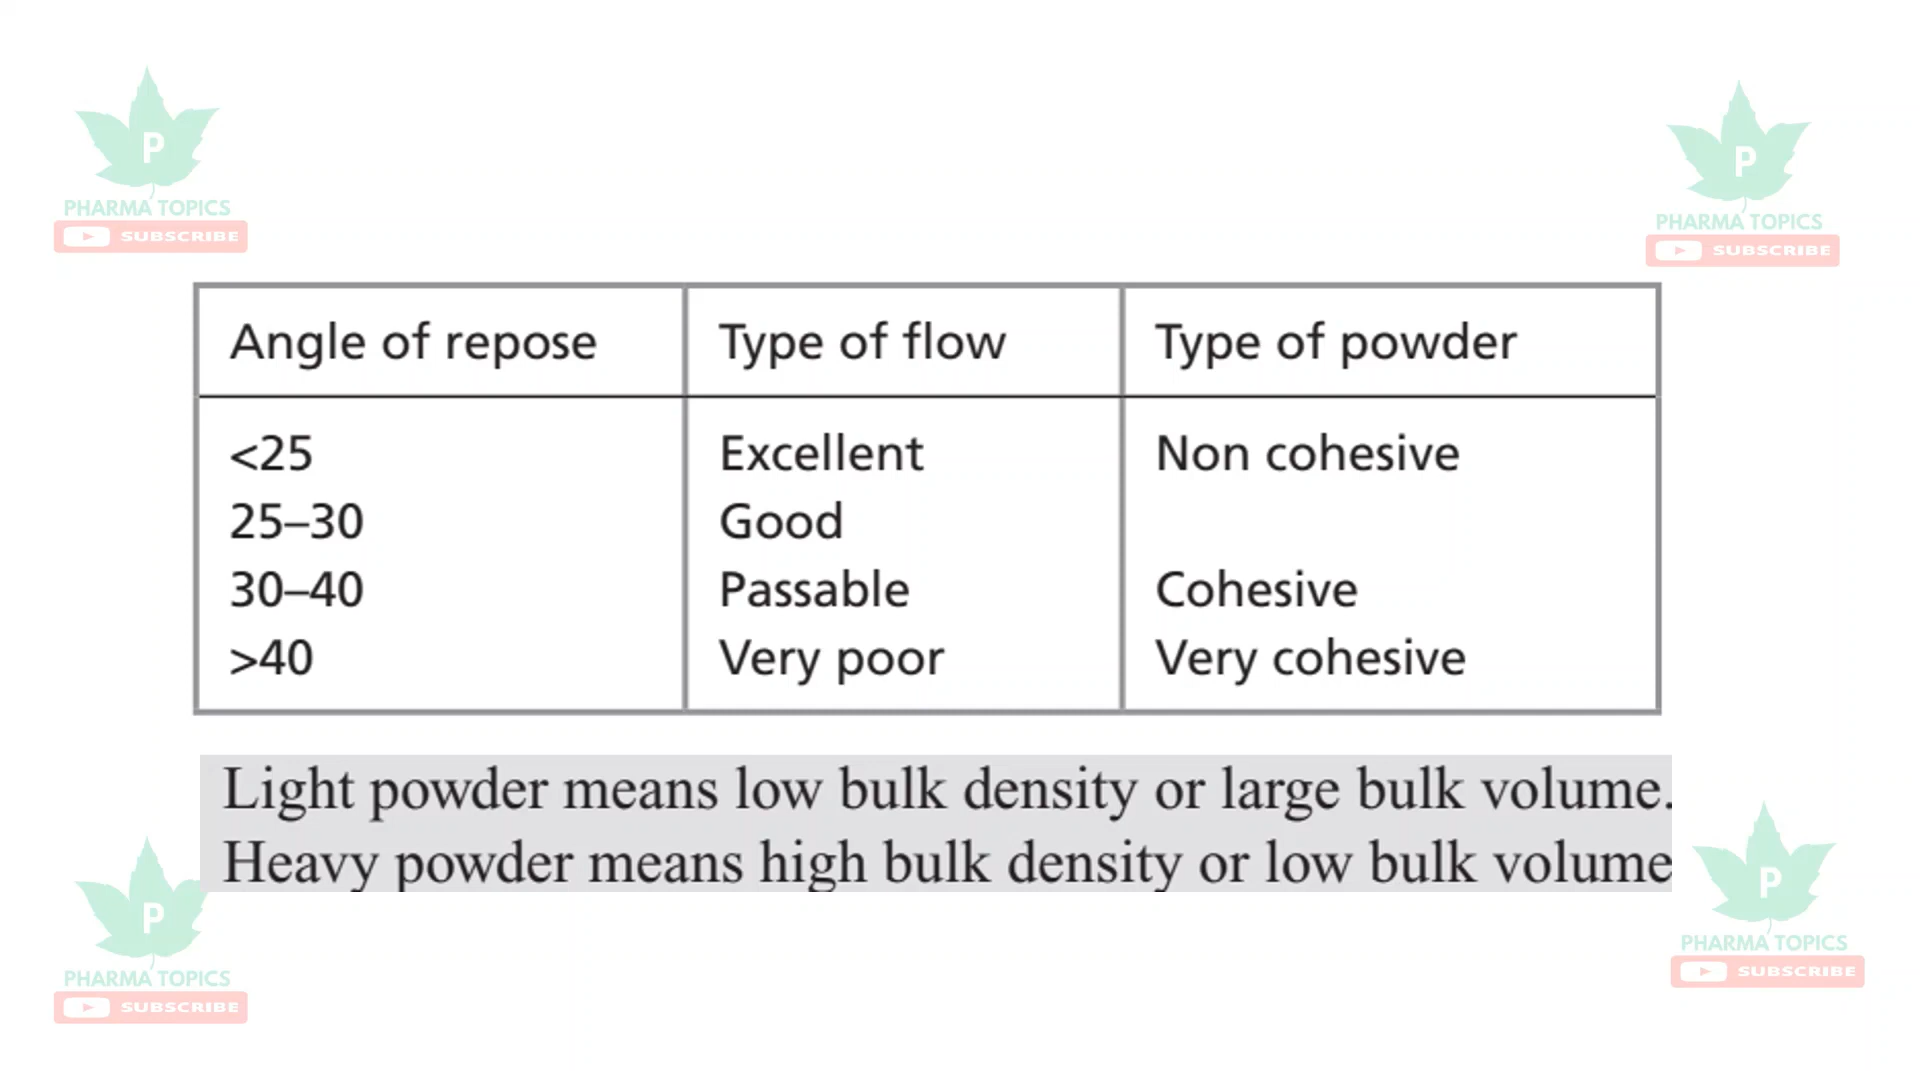 P
PHARMA TOPICS
SUBSCRIBE
P
PHARMA TOPICS
SUBSCRIBE
Angle of repose Type of flow Type of powder
<25 Excellent Non cohesive
25–30 Good
30–40 Passable Cohesive
>40 Very poor Very cohesive
Light powder means low bulk density or large bulk volume.
Heavy powder means high bulk density or low bulk volume
P
PHARMA TOPICS
SUBSCRIBE
P
PHARMA TOPICS
SUBSCRIBE